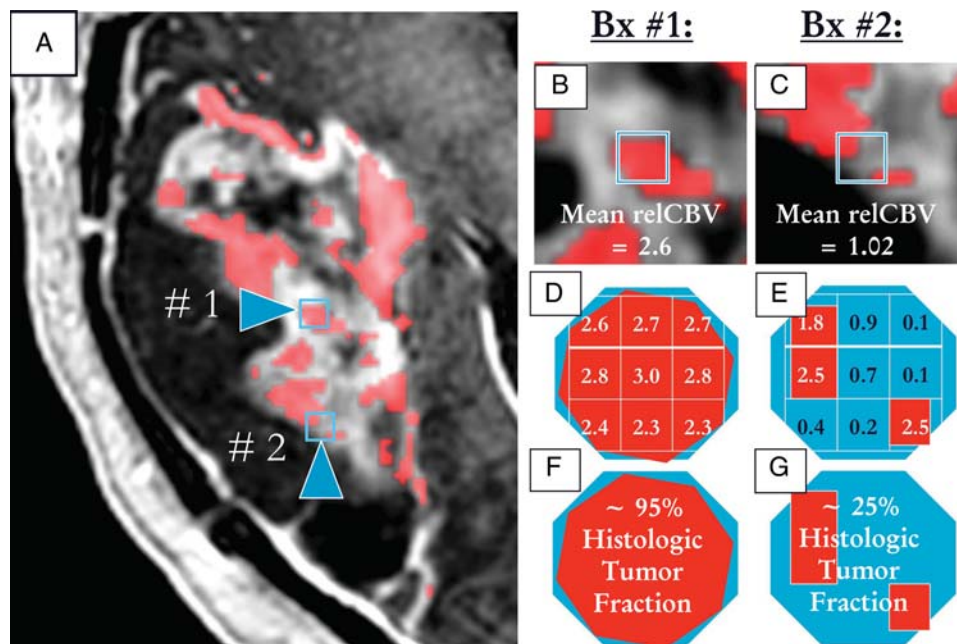 A
# 1
# 2
Bx #1:
Bx #2:
B
Mean relCBV
= 2.6
C
Mean relCBV
= 1.02
D
2.6 2.7 2.7
2.8 3.0 2.8
2.4 2.3 2.3
E
1.8 0.9 0.1
2.5 0.7 0.1
0.4 0.2 2.5
F
~ 95%
Histologic
Tumor
Fraction
G
~ 25%
Histologic
Tumor
Fraction